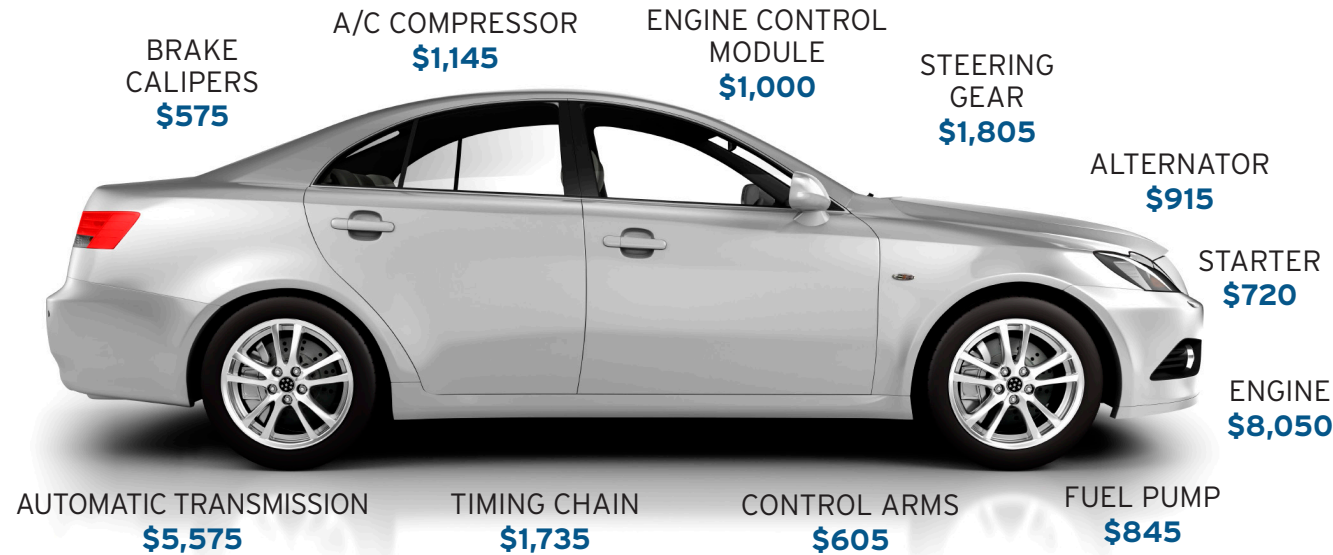 BRAKE
CALIPERS
$575
A/C COMPRESSOR
$1,145
ENGINE CONTROL
MODULE
$1,000
STEERING
GEAR
$1,805
ALTERNATOR
$915
STARTER
$720
ENGINE
$8,050
AUTOMATIC TRANSMISSION
$5,575
TIMING CHAIN
$1,735
CONTROL ARMS
$605
FUEL PUMP
$845